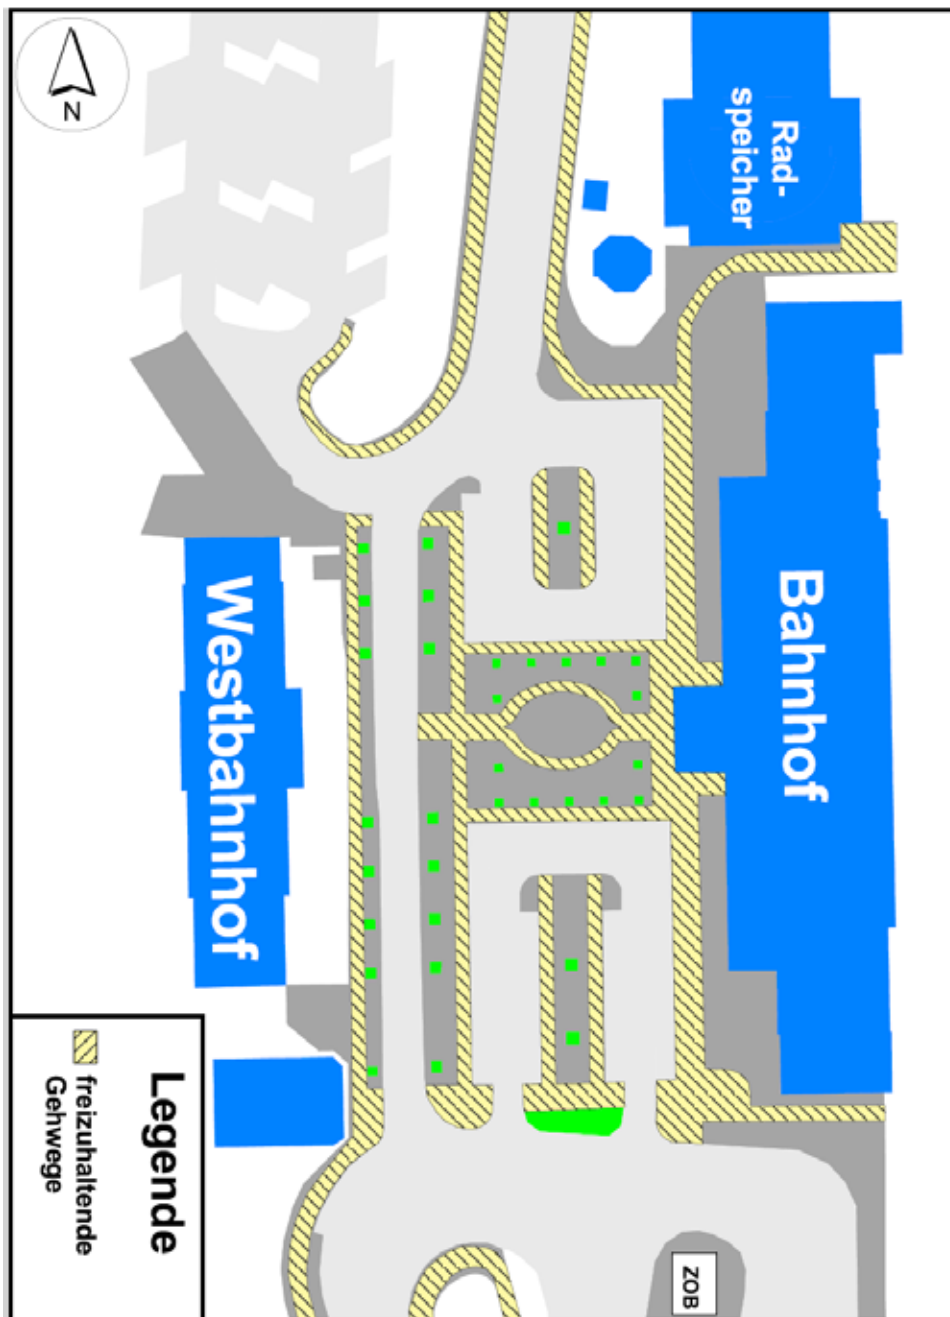 N
Rad-
speicher
Bahnhof
Westbahnhof
ZOB
Legende
freizuhaltende
Gehwege